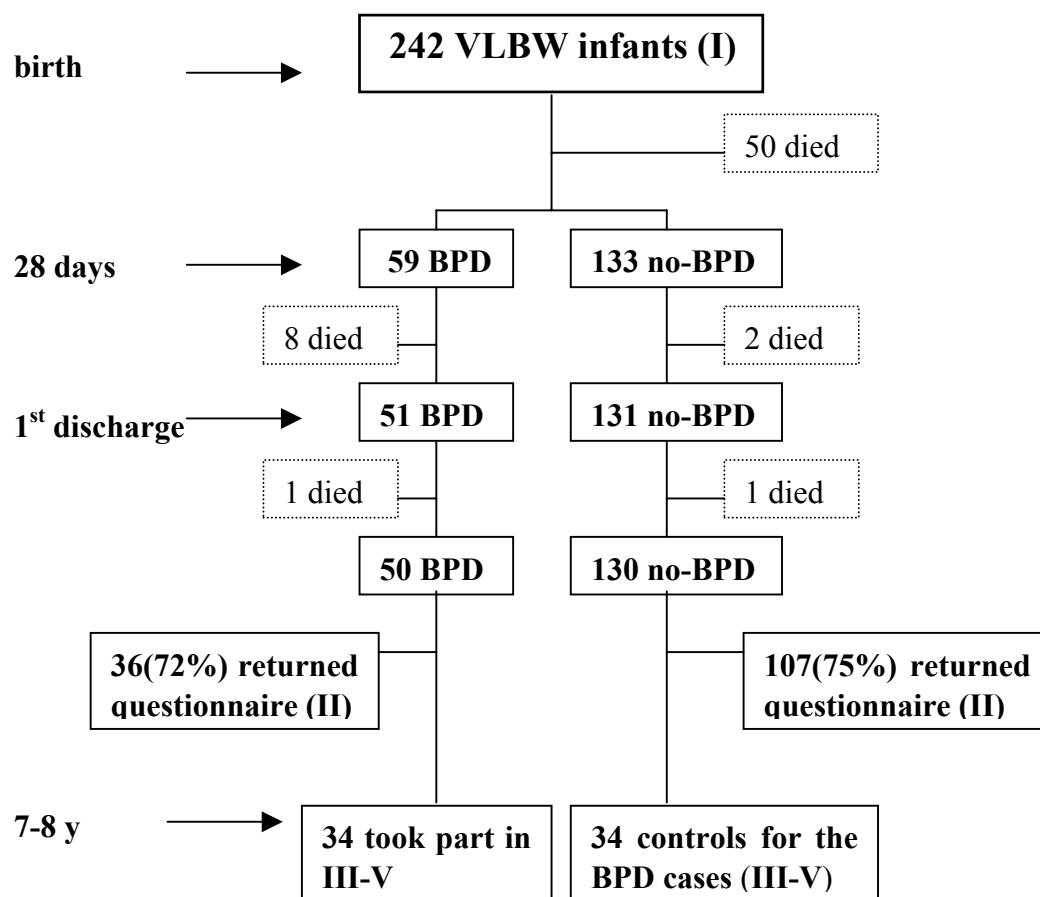 242 VLBW infants (I)
birth
50 died
28 days
59 BPD
133 no-BPD
8 died
2 died
1st discharge
51 BPD
131 no-BPD
1 died
1 died
50 BPD
130 no-BPD
36(72%) returned
questionnaire (II)
107(75%) returned
questionnaire (II)
7-8 y
34 took part in
III-V
34 controls for the
BPD cases (III-V)